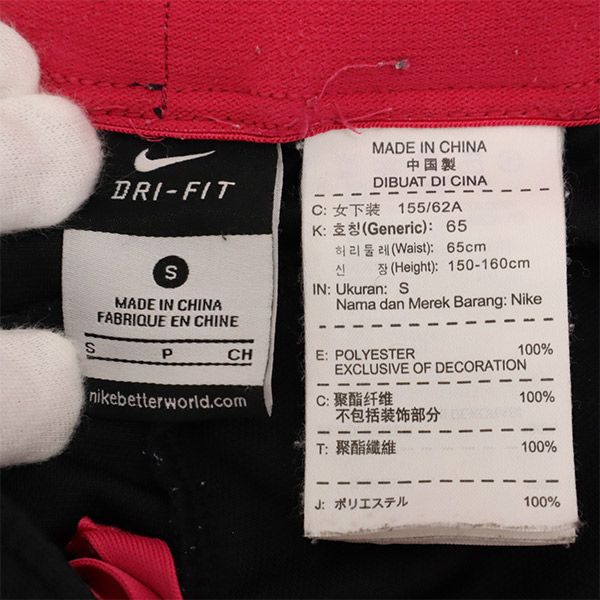 DRI-FIT
S
MADE IN CHINA
FABRIQUE EN CHINE
S P CH
nikebetterworld.com
MADE IN CHINA
中国製
DIBUAT DI CINA
C: 女下装 155/62A
K: 호칭(Generic): 65
허리둘레(Waist): 65cm
신 장(Height): 150-160cm
IN: Ukuran: S
Nama dan Merek Barang: Nike
E: POLYESTER 100%
EXCLUSIVE OF DECORATION
C: 聚酯纤维 100%
不包括装饰部分
T: 聚酯纖維 100%
J: ポリエステル 100%